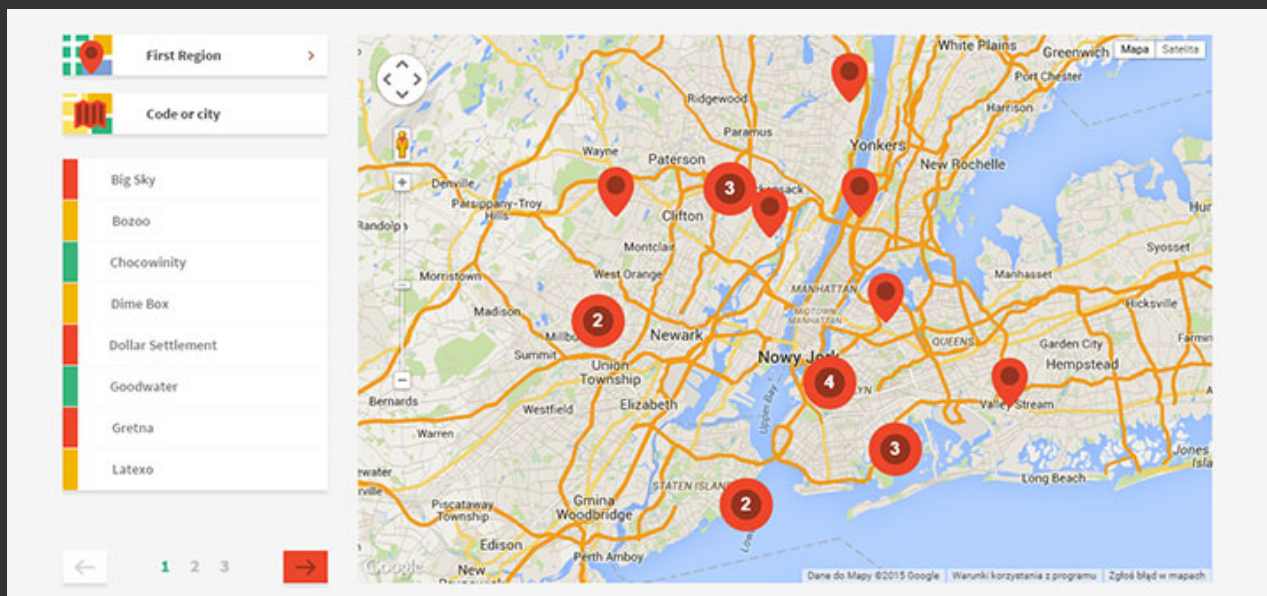 First Region
Code or city
Big Sky
Bozoo
Chocowinity
Dime Box
Dollar Settlement
Goodwater
Gretna
Latexo
1 2 3
White Plains
Greenwich
Mapa Satelita
Port Chester
Harrison
Ridgewood
Paramus
Yonkers
Wayne
Paterson
New Rochelle
Denville
3
Parsippany-Troy
Hills
Clifton
Montclair
Syosset
West Orange
Morristown
Manhasset
MANHATTAN
Hicksville
Madison
MIDTOWN
MANHATTAN
2
Newark
QUEENS
Garden City
Summit
Nowy Jork
Hempstead
Union
Township
4
Bernards
Elizabeth
Westfield
Upper Bay
Valley Stream
Warren
3
Long Beach
Jones
STATEN ISLAND
2
Piscataway
Township
Gmina
Woodbridge
Edison
Perth Amboy
Google
New
Dane do Mapy ©2015 Google
Warunki korzystania z programu
Zgłoś błąd w mapach